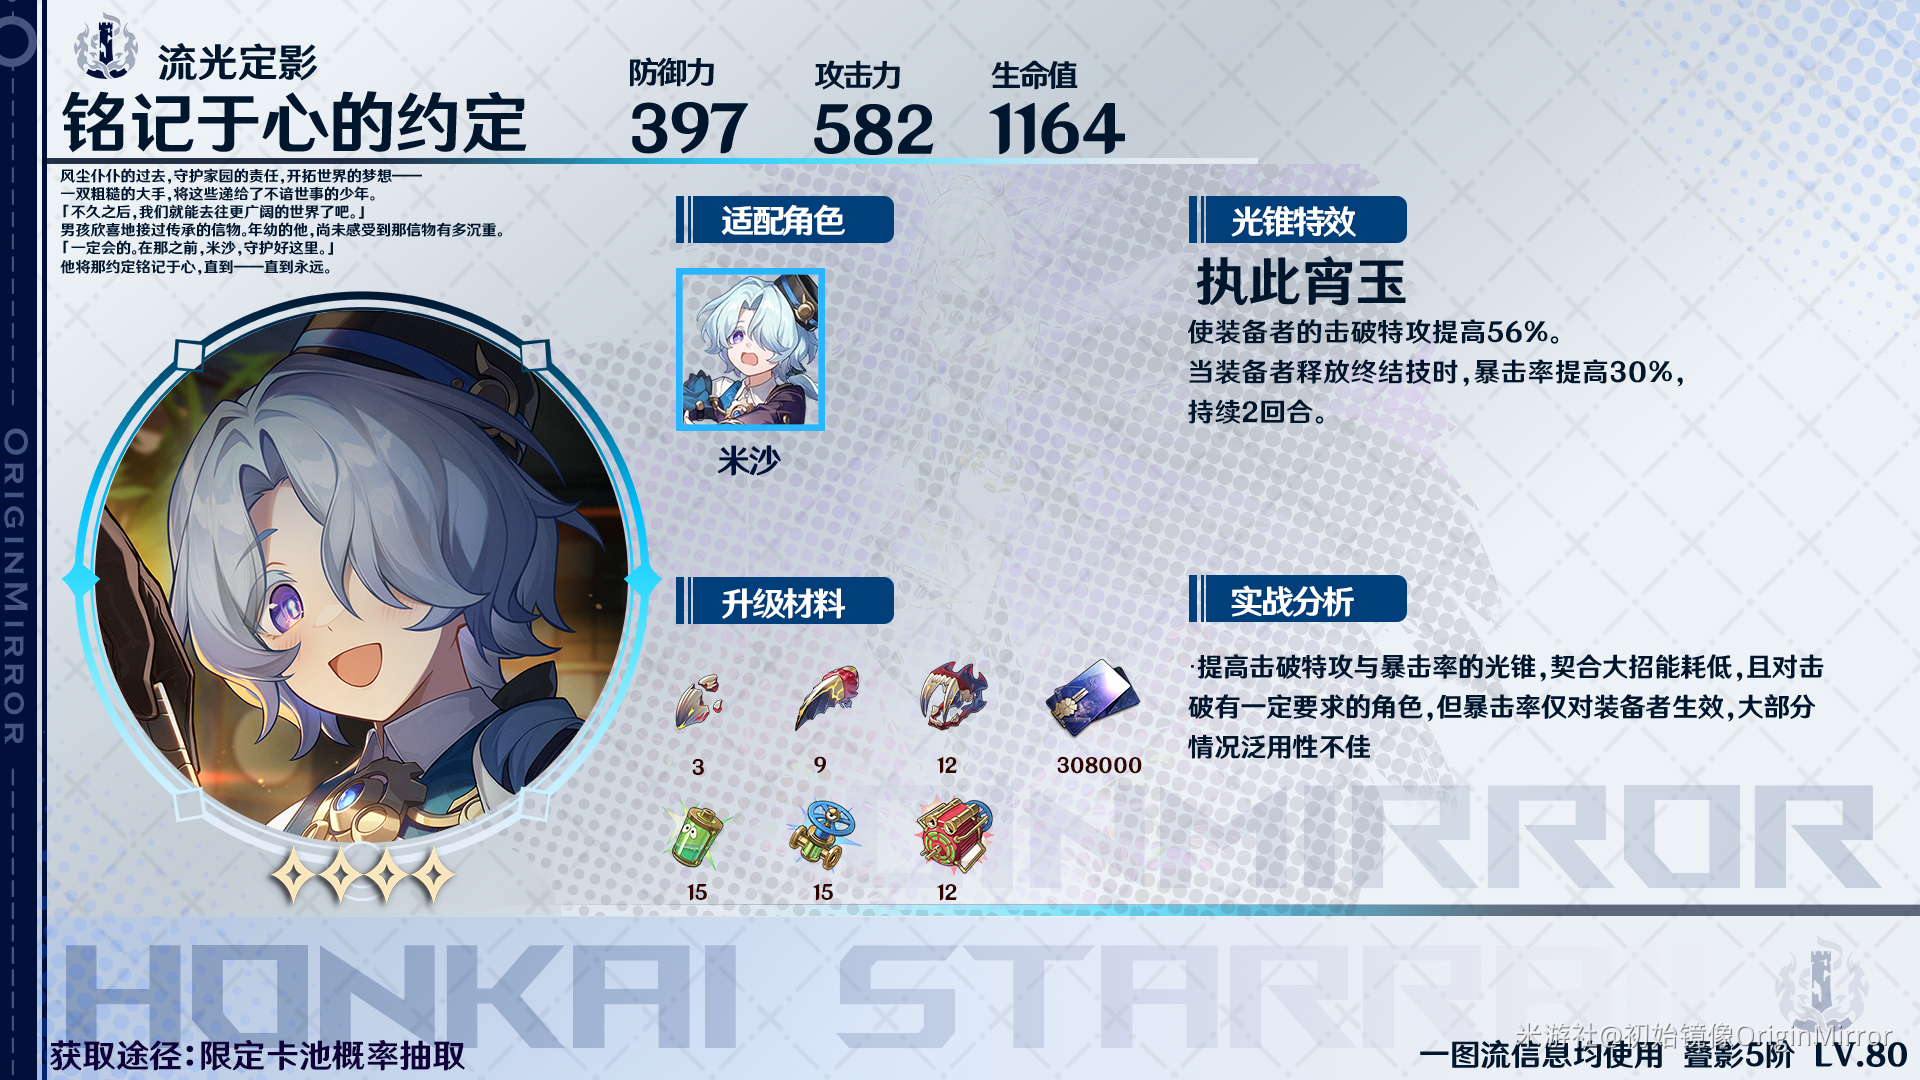 流光定影
铭记于心的约定
防御力
397
攻击力
582
生命值
1164
风尘仆仆的过去,守护家园的责任,开拓世界的梦想——
一双粗糙的大手,将这些递给了不谙世事的少年。
「不久之后,我们就能去往更广阔的世界了吧。」
男孩欣喜地接过传承的信物。年幼的他,尚未感受到那信物有多沉重。
「一定会的。在那之前,米沙,守护好这里。」
他将那约定铭记于心,直到——直到永远。
适配角色
米沙
光锥特效
执此宵玉
使装备者的击破特攻提高56%。
当装备者释放终结技时,暴击率提高30%,
持续2回合。
升级材料
3
9
12
308000
15
15
12
实战分析
·提高击破特攻与暴击率的光锥,契合大招能耗低,且对击
破有一定要求的角色,但暴击率仅对装备者生效,大部分
情况泛用性不佳
ORIGINMIRROR
HONKAI STARRAIL
获取途径:限定卡池概率抽取
米游社@初始镜像OriginMirror
一图流信息均使用 叠影5阶 LV.80